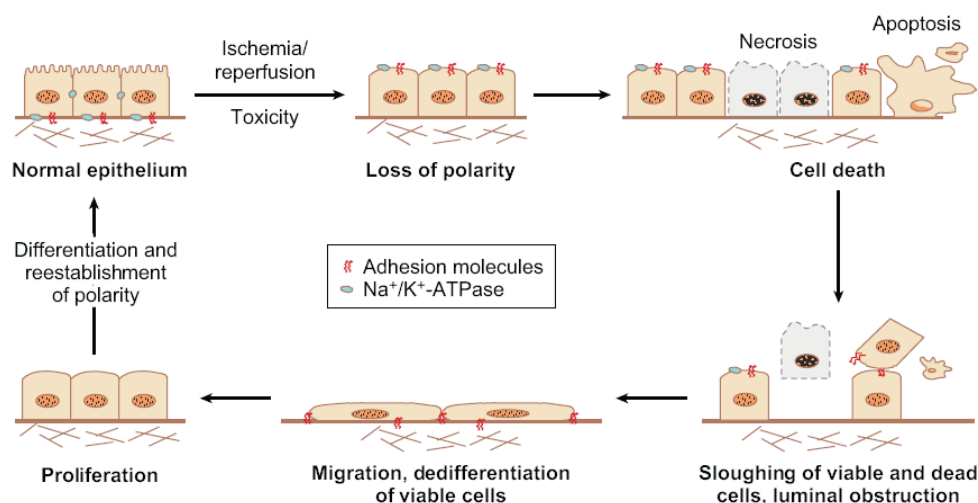 Apoptosis
Ischemia/
reperfusion
Necrosis
Toxicity
Normal epithelium
Loss of polarity
Cell death
Differentiation and
reestablishment
of polarity
Adhesion molecules
Na⁺/K⁺-ATPase
Proliferation
Migration, dedifferentiation
of viable cells
Sloughing of viable and dead
cells, luminal obstruction